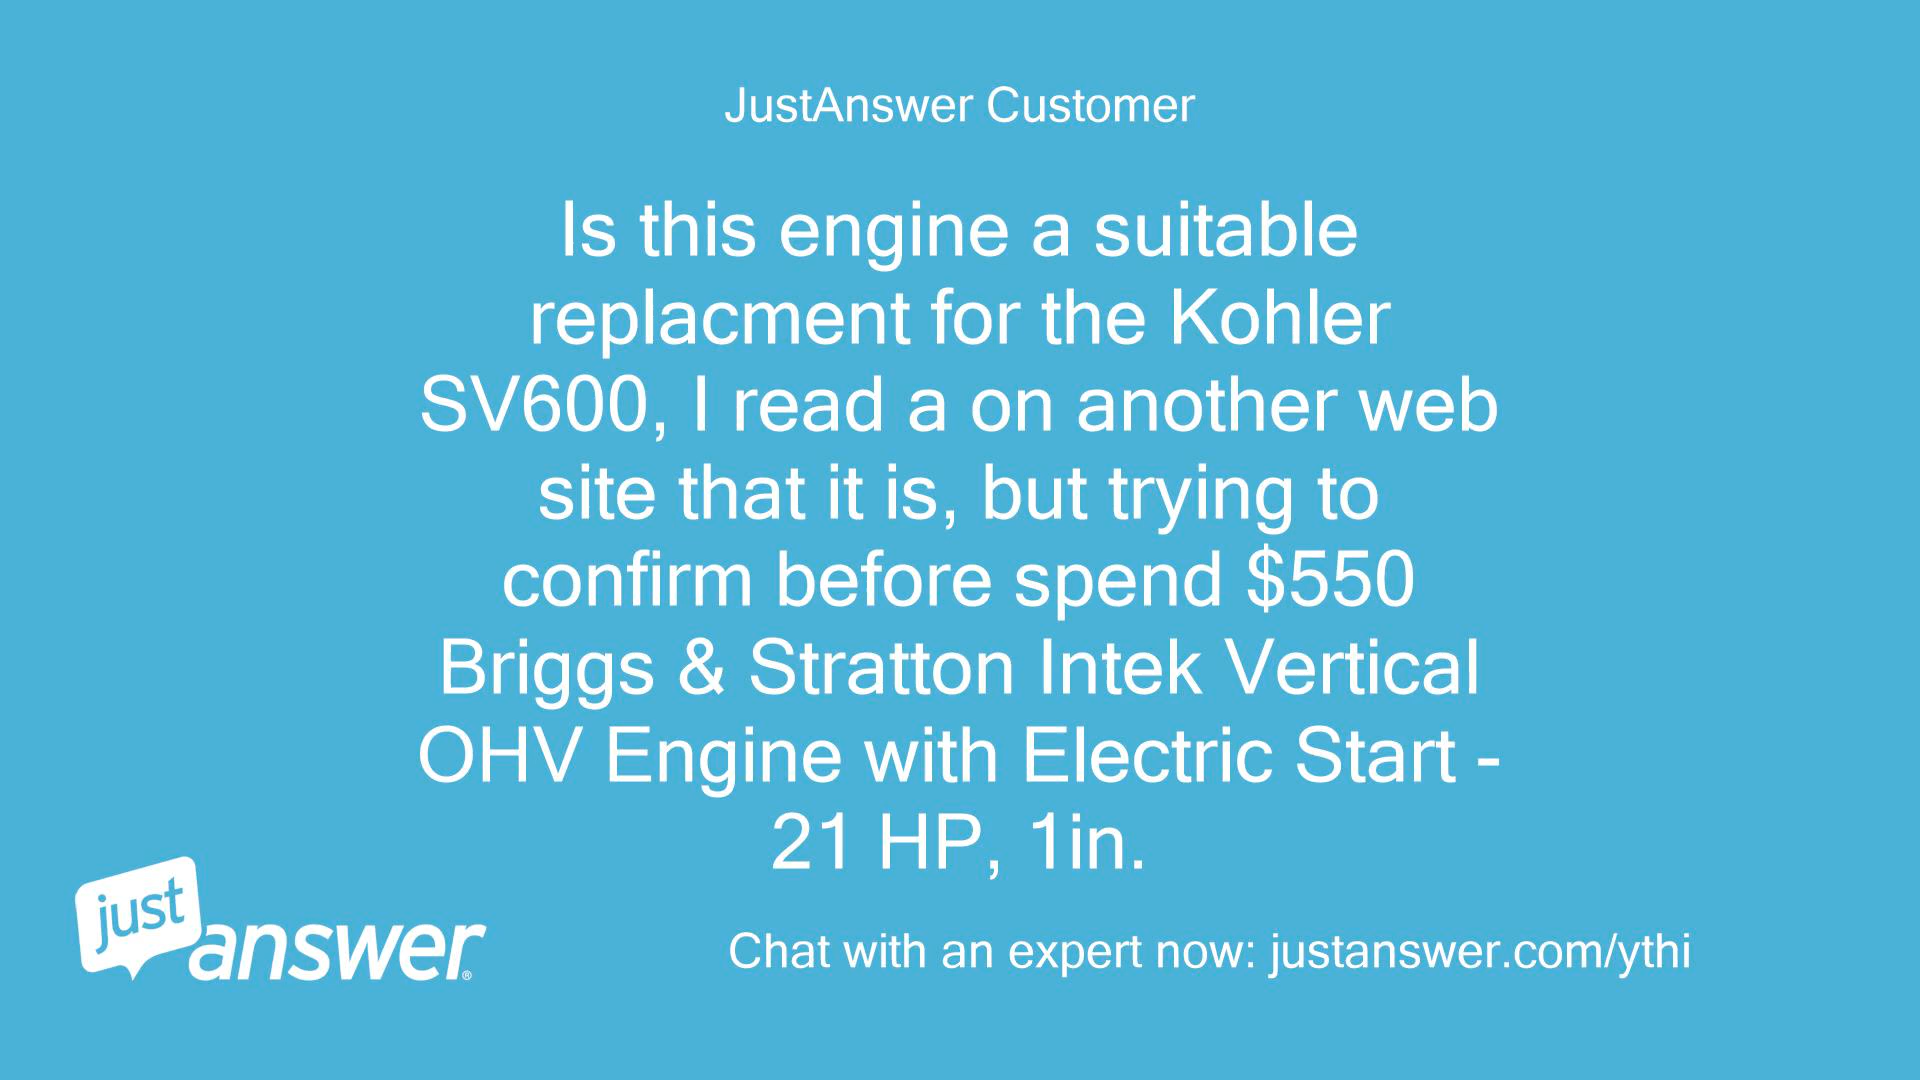 JustAnswer Customer
Is this engine a suitable
replacment for the Kohler
SV600, I read a on another web
site that it is, but trying to
confirm before spend $550
Briggs & Stratton Intek Vertical
OHV Engine with Electric Start -
21 HP, 1in.
just
answer®
Chat with an expert now: justanswer.com/ythi